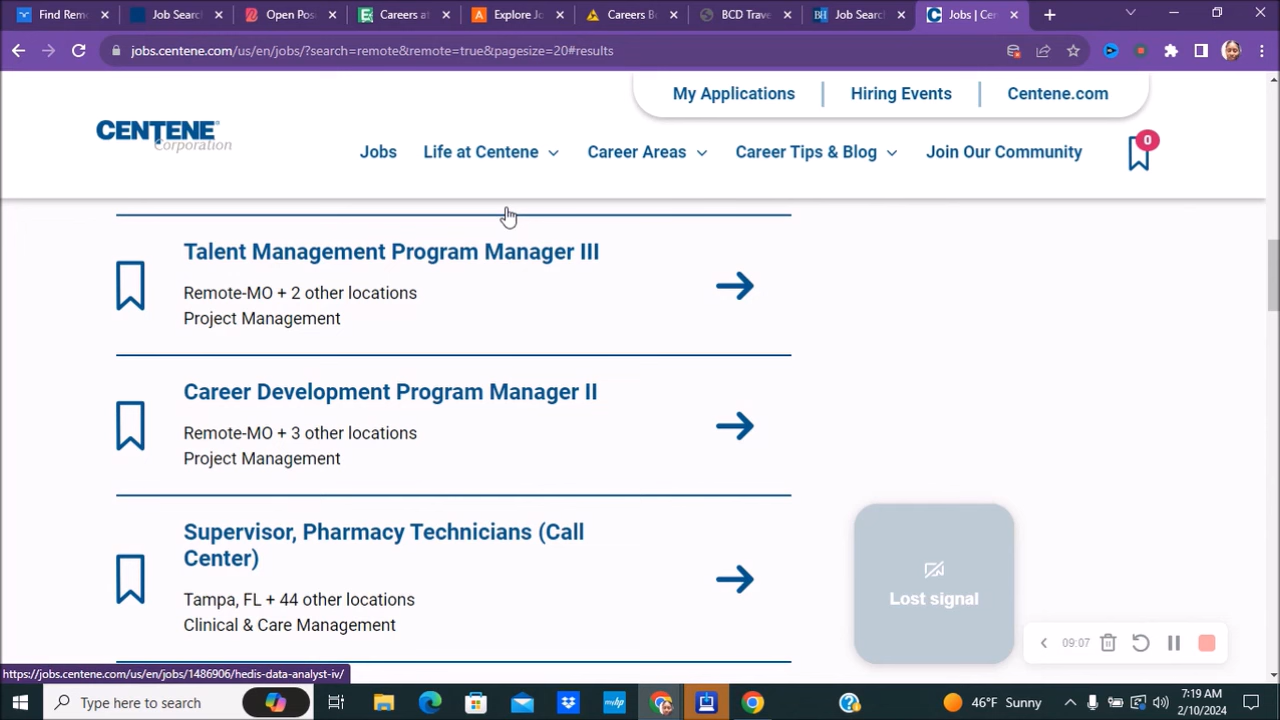 Find Remo
Job Search
Open Pos
Careers at
Explore Jo
Careers B
BCD Trave
Job Searc
Jobs | Cen
jobs.centene.com/us/en/jobs/?search=remote&remote=true&pagesize=20#results
My Applications
Hiring Events
Centene.com
CENTENE
Corporation
Jobs
Life at Centene
Career Areas
Career Tips & Blog
Join Our Community
0
Talent Management Program Manager III
Remote-MO + 2 other locations
Project Management
Career Development Program Manager II
Remote-MO + 3 other locations
Project Management
Supervisor, Pharmacy Technicians (Call
Center)
Tampa, FL + 44 other locations
Clinical & Care Management
Lost signal
09:07
https://jobs.centene.com/us/en/jobs/1486906/hedis-data-analyst-iv/
Type here to search
myhp
46°F Sunny
7:19 AM
2/10/2024